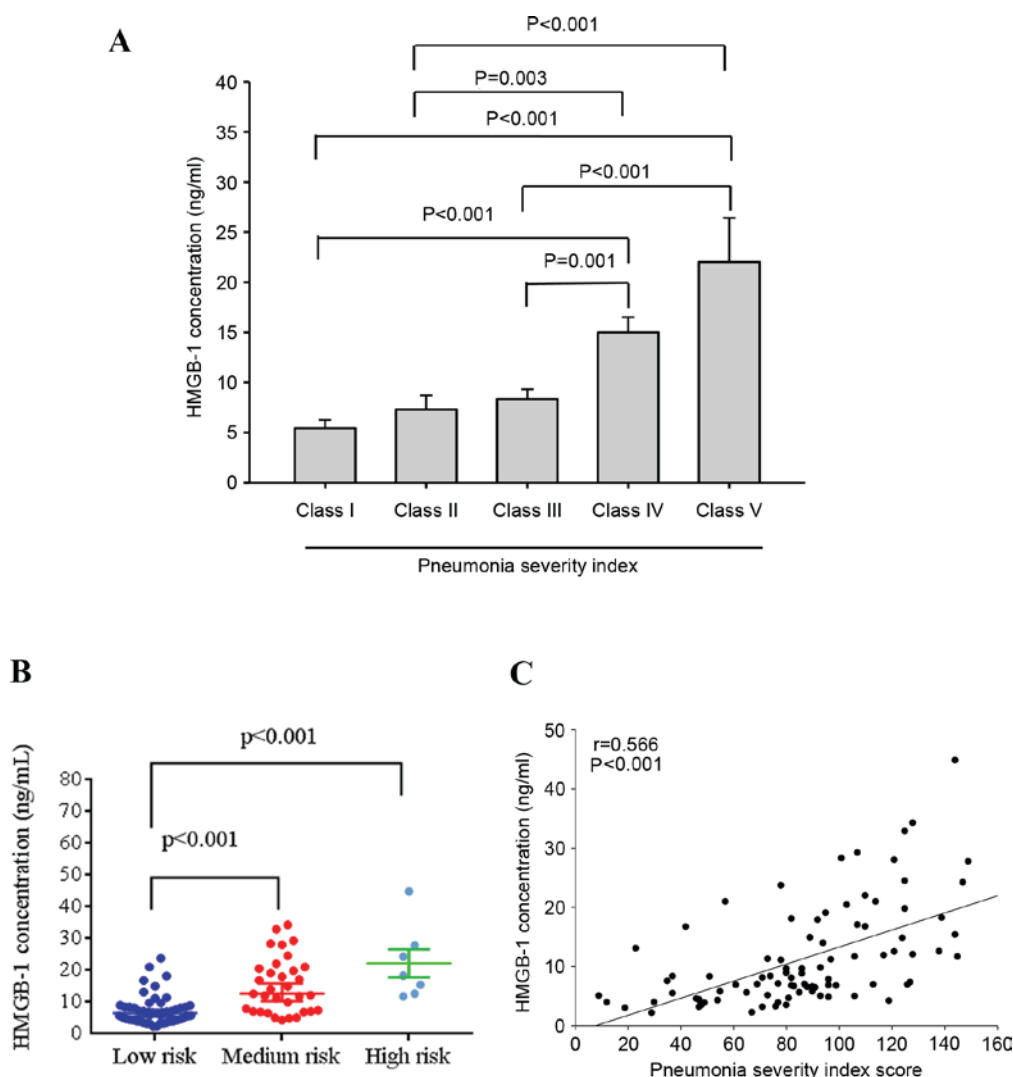 A
P<0.001
P=0.003
P<0.001
P<0.001
P<0.001
P=0.001
HMGB-1 concentration (ng/ml)
40
35
30
25
20
15
10
5
0
Class I Class II Class III Class IV Class V
Pneumonia severity index
B
p<0.001
p<0.001
HMGB-1 concentration (ng/mL)
80
70
60
50
40
30
20
10
0
Low risk Medium risk High risk
C
r=0.566
P<0.001
HMGB-1 concentration (ng/ml)
50
40
30
20
10
0
0 20 40 60 80 100 120 140 160
Pneumonia severity index score